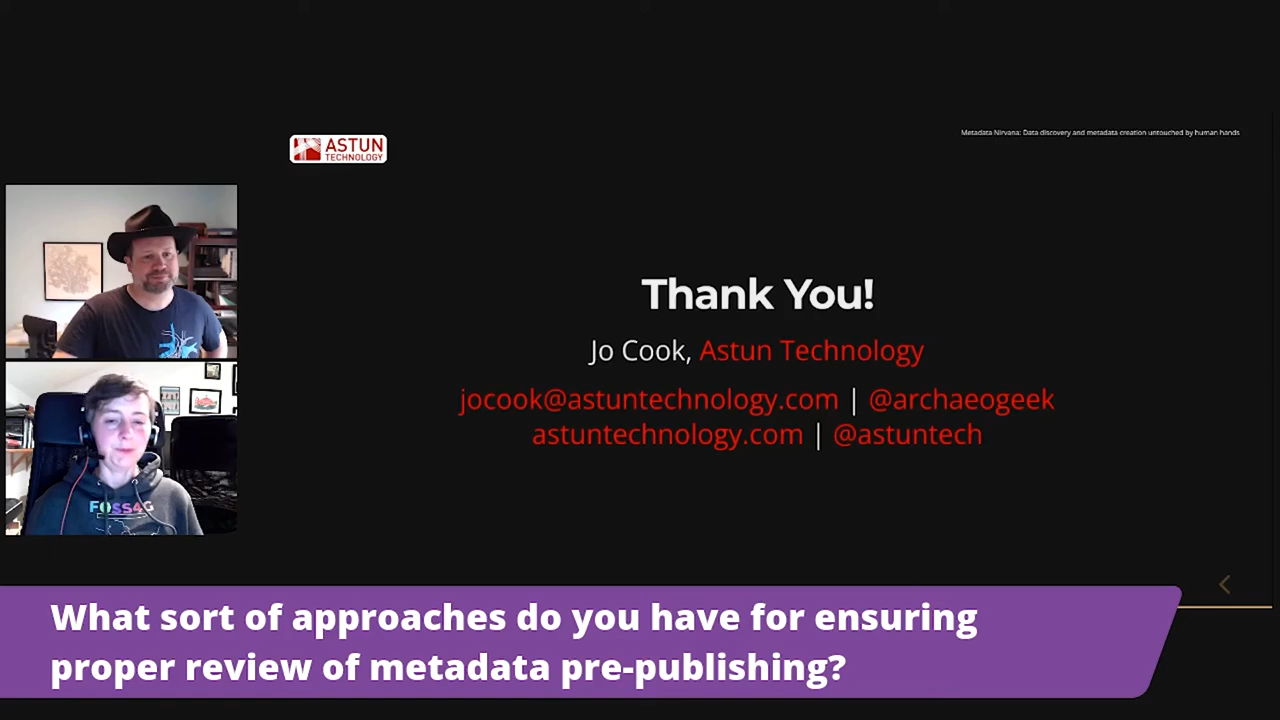 ASTUN
TECHNOLOGY
Metadata Nirvana: Data discovery and metadata creation untouched by human hands
Thank You!
Jo Cook, Astun Technology
jocook@astuntechnology.com | @archaeogeek
astuntechnology.com | @astuntech
FOSS4G
What sort of approaches do you have for ensuring
proper review of metadata pre-publishing?